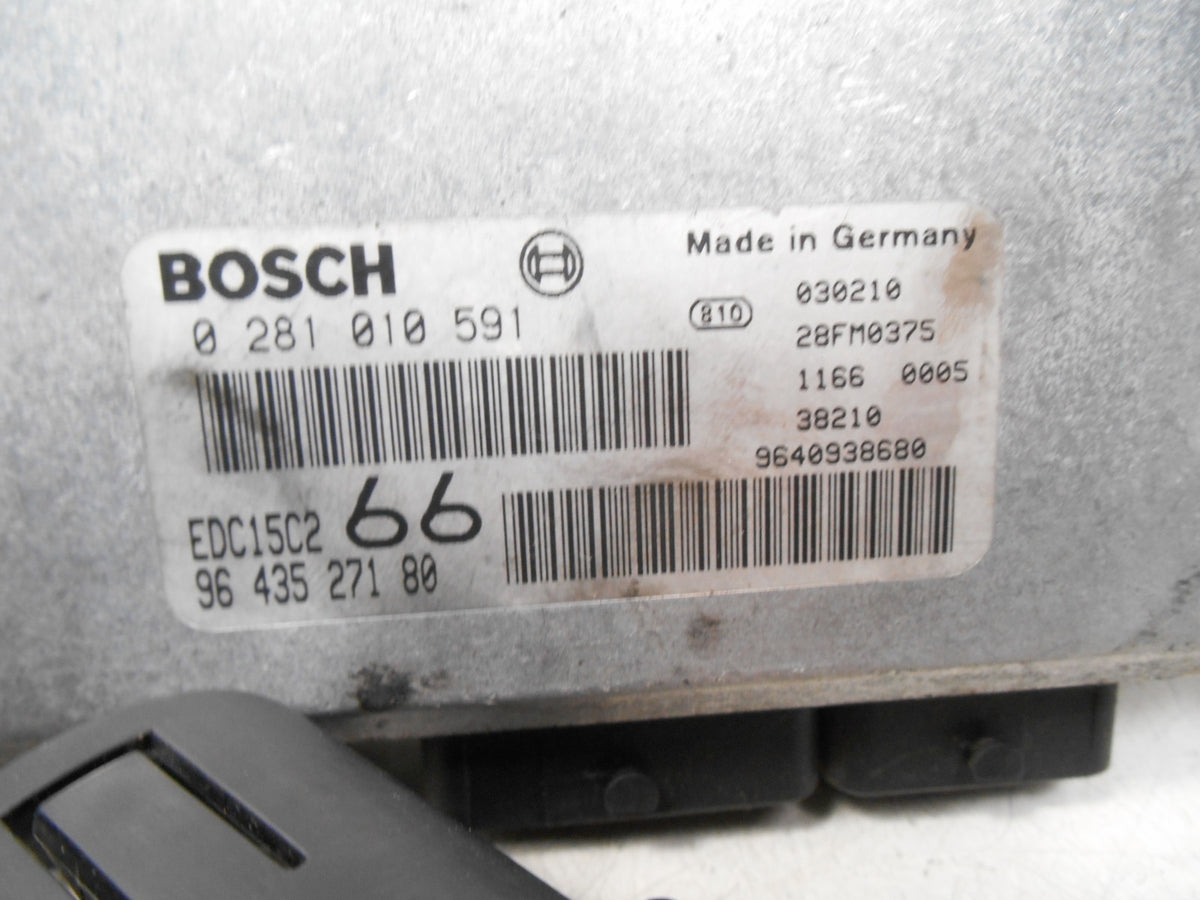 BOSCH
0 281 010 591
EDC15C2 66
96 435 271 80
Made in Germany
810
030210
28FM0375
1166 0005
38210
9640938680